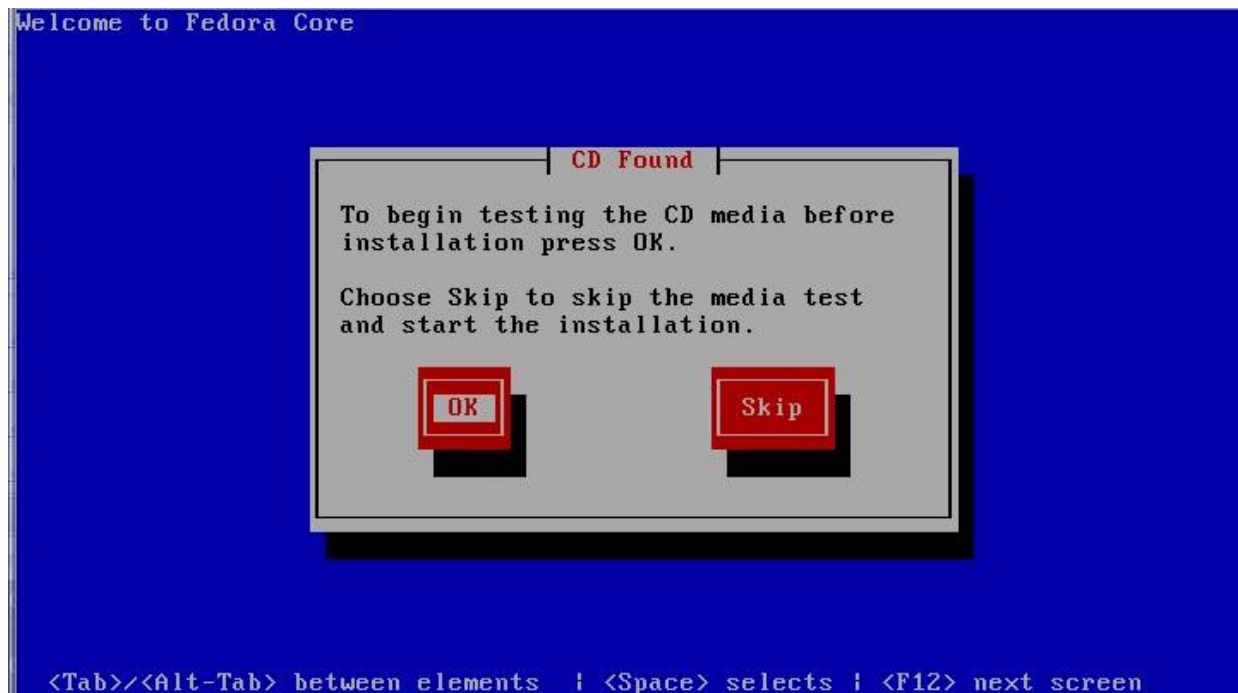 Welcome to Fedora Core
CD Found
To begin testing the CD media before
installation press OK.
Choose Skip to skip the media test
and start the installation.
OK Skip
<Tab>/<Alt-Tab> between elements | <Space> selects | <F12> next screen